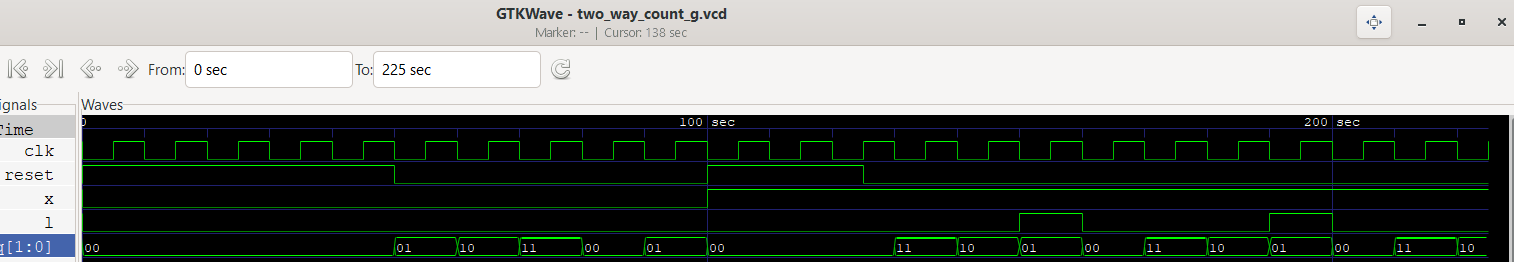 GTKWave - two_way_count_g.vcd
Marker: -- | Cursor: 138 sec
From: 0 sec To: 225 sec
ignals
Waves
Time
0 100 sec 200 sec
clk
reset
x
l
q[1:0] 00 01 10 11 00 01 00 11 10 01 00 11 10 01 00 11 10